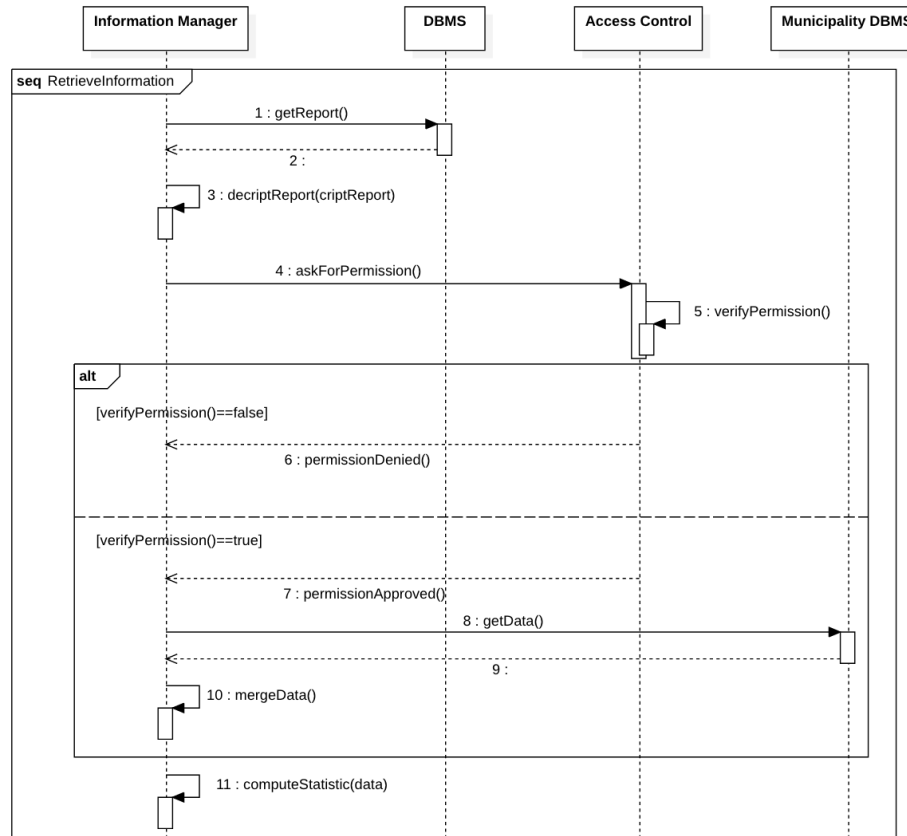 Information Manager
DBMS
Access Control
Municipality DBMS
seq RetrieveInformation
1 : getReport()
2 :
3 : decriptReport(criptReport)
4 : askForPermission()
5 : verifyPermission()
alt
[verifyPermission()==false]
6 : permissionDenied()
[verifyPermission()==true]
7 : permissionApproved()
8 : getData()
9 :
10 : mergeData()
11 : computeStatistic(data)